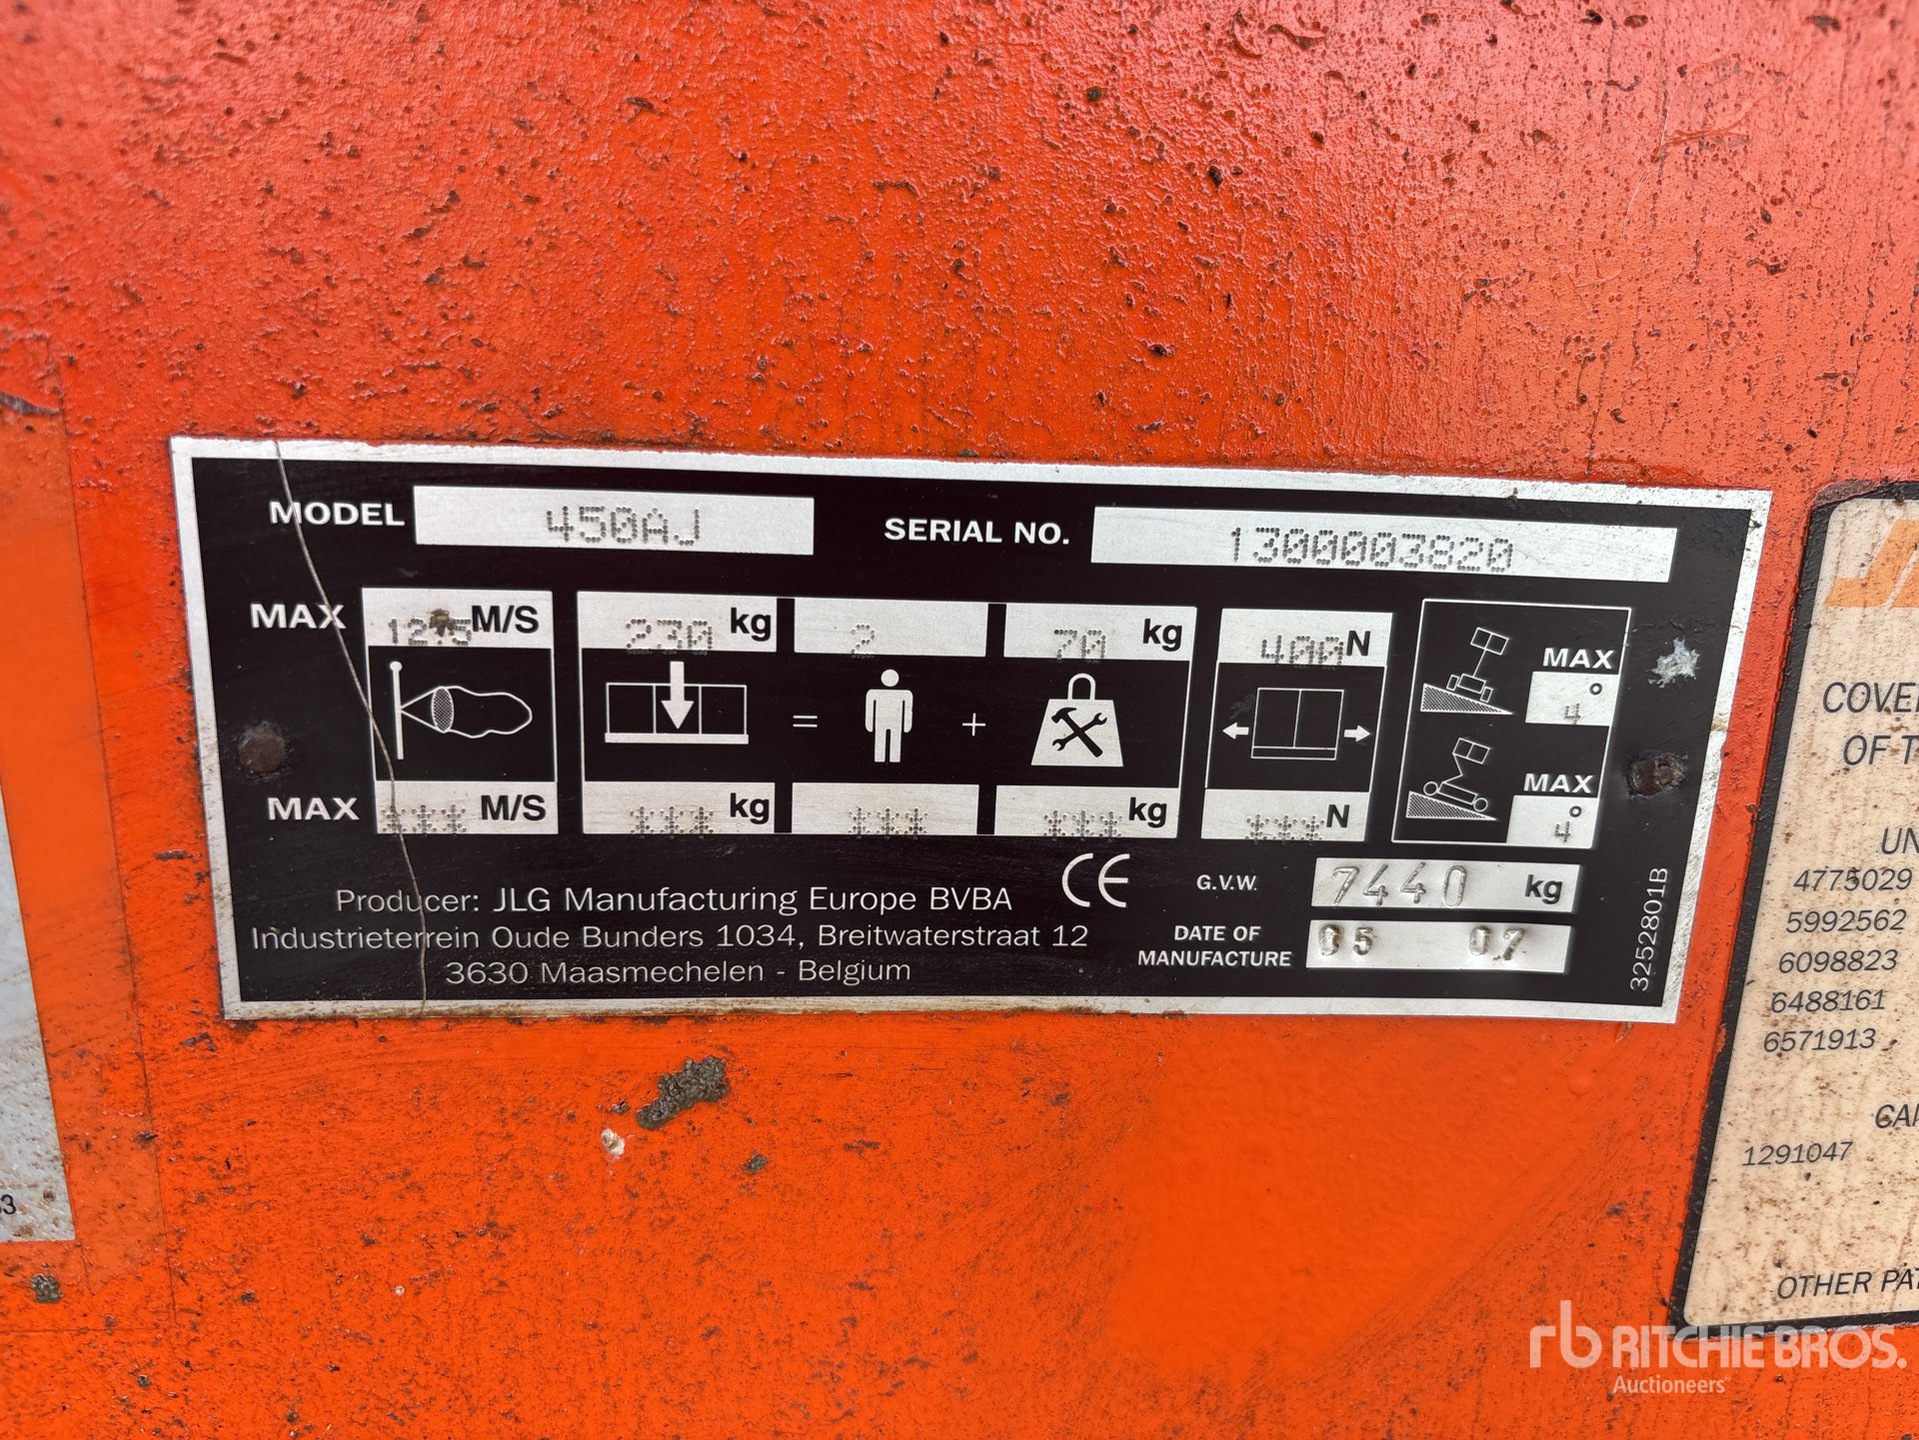 MODEL 450AJ SERIAL NO. 1300003820
MAX 12.5 M/S 230 kg 2 70 kg 400 N
MAX
4°
= +
MAX
4°
MAX *** M/S *** kg *** *** kg *** N
Producer: JLG Manufacturing Europe BVBA
Industrieterrein Oude Bunders 1034, Breitwaterstraat 12
3630 Maasmechelen - Belgium
CE
G.V.W. 7440 kg
DATE OF
MANUFACTURE 05 07
3252801B
OF
4775029
5992562
6098823
6488161
6571913
1291047
OTHER
rb RITCHIE BROS.
Auctioneers